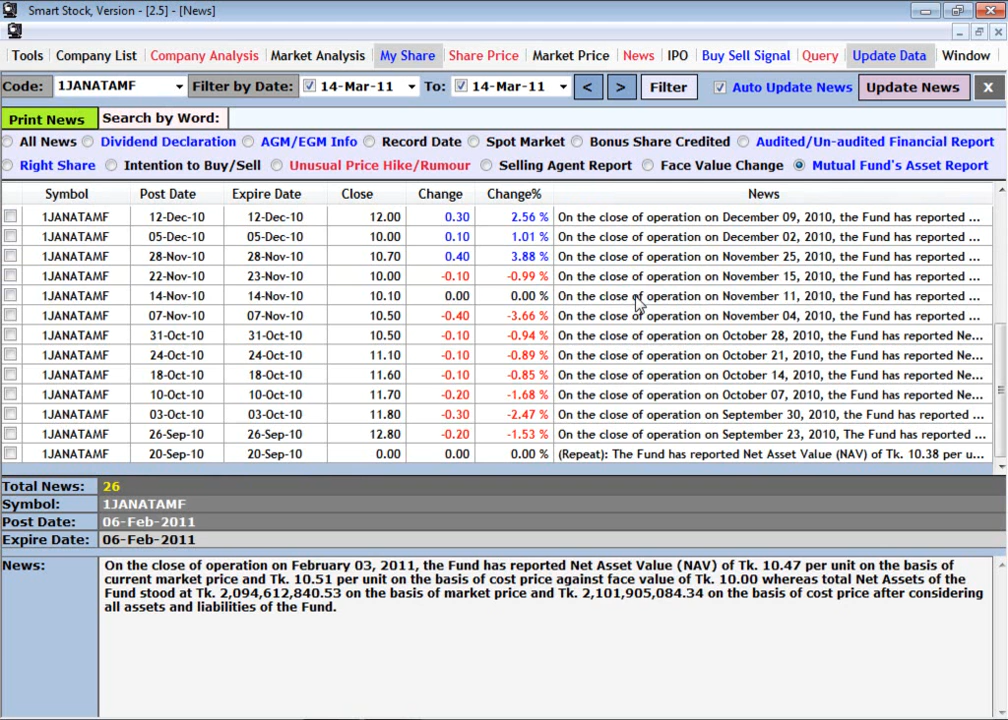 Smart Stock, Version - [2.5] - [News]
Tools Company List Company Analysis Market Analysis My Share Share Price Market Price News IPO Buy Sell Signal Query Update Data Window
Code: 1JANATAMF Filter by Date: 14-Mar-11 To: 14-Mar-11 < > Filter Auto Update News Update News X
Print News Search by Word:
All News Dividend Declaration AGM/EGM Info Record Date Spot Market Bonus Share Credited Audited/Un-audited Financial Report
Right Share Intention to Buy/Sell Unusual Price Hike/Rumour Selling Agent Report Face Value Change Mutual Fund's Asset Report
Symbol Post Date Expire Date Close Change Change% News
1JANATAMF 12-Dec-10 12-Dec-10 12.00 0.30 2.56 % On the close of operation on December 09, 2010, the Fund has reported ...
1JANATAMF 05-Dec-10 05-Dec-10 10.00 0.10 1.01 % On the close of operation on December 02, 2010, the Fund has reported ...
1JANATAMF 28-Nov-10 28-Nov-10 10.70 0.40 3.88 % On the close of operation on November 25, 2010, the Fund has reported ...
1JANATAMF 22-Nov-10 23-Nov-10 10.00 -0.10 -0.99 % On the close of operation on November 15, 2010, the Fund has reported ...
1JANATAMF 14-Nov-10 14-Nov-10 10.10 0.00 0.00 % On the close of operation on November 11, 2010, the Fund has reported ...
1JANATAMF 07-Nov-10 07-Nov-10 10.50 -0.40 -3.66 % On the close of operation on November 04, 2010, the Fund has reported ...
1JANATAMF 31-Oct-10 31-Oct-10 10.50 -0.10 -0.94 % On the close of operation on October 28, 2010, the Fund has reported Ne...
1JANATAMF 24-Oct-10 24-Oct-10 11.10 -0.10 -0.89 % On the close of operation on October 21, 2010, the Fund has reported Ne...
1JANATAMF 18-Oct-10 18-Oct-10 11.60 -0.10 -0.85 % On the close of operation on October 14, 2010, the Fund has reported Ne...
1JANATAMF 10-Oct-10 10-Oct-10 11.70 -0.20 -1.68 % On the close of operation on October 07, 2010, the Fund has reported Ne...
1JANATAMF 03-Oct-10 03-Oct-10 11.80 -0.30 -2.47 % On the close of operation on September 30, 2010, the Fund has reported ...
1JANATAMF 26-Sep-10 26-Sep-10 12.80 -0.20 -1.53 % On the close of operation on September 23, 2010, The Fund has reported ...
1JANATAMF 20-Sep-10 20-Sep-10 0.00 0.00 0.00 % (Repeat): The Fund has reported Net Asset Value (NAV) of Tk. 10.38 per u...
Total News: 26
Symbol: 1JANATAMF
Post Date: 06-Feb-2011
Expire Date: 06-Feb-2011
News: On the close of operation on February 03, 2011, the Fund has reported Net Asset Value (NAV) of Tk. 10.47 per unit on the basis of
current market price and Tk. 10.51 per unit on the basis of cost price against face value of Tk. 10.00 whereas total Net Assets of the
Fund stood at Tk. 2,094,612,840.53 on the basis of market price and Tk. 2,101,905,084.34 on the basis of cost price after considering
all assets and liabilities of the Fund.